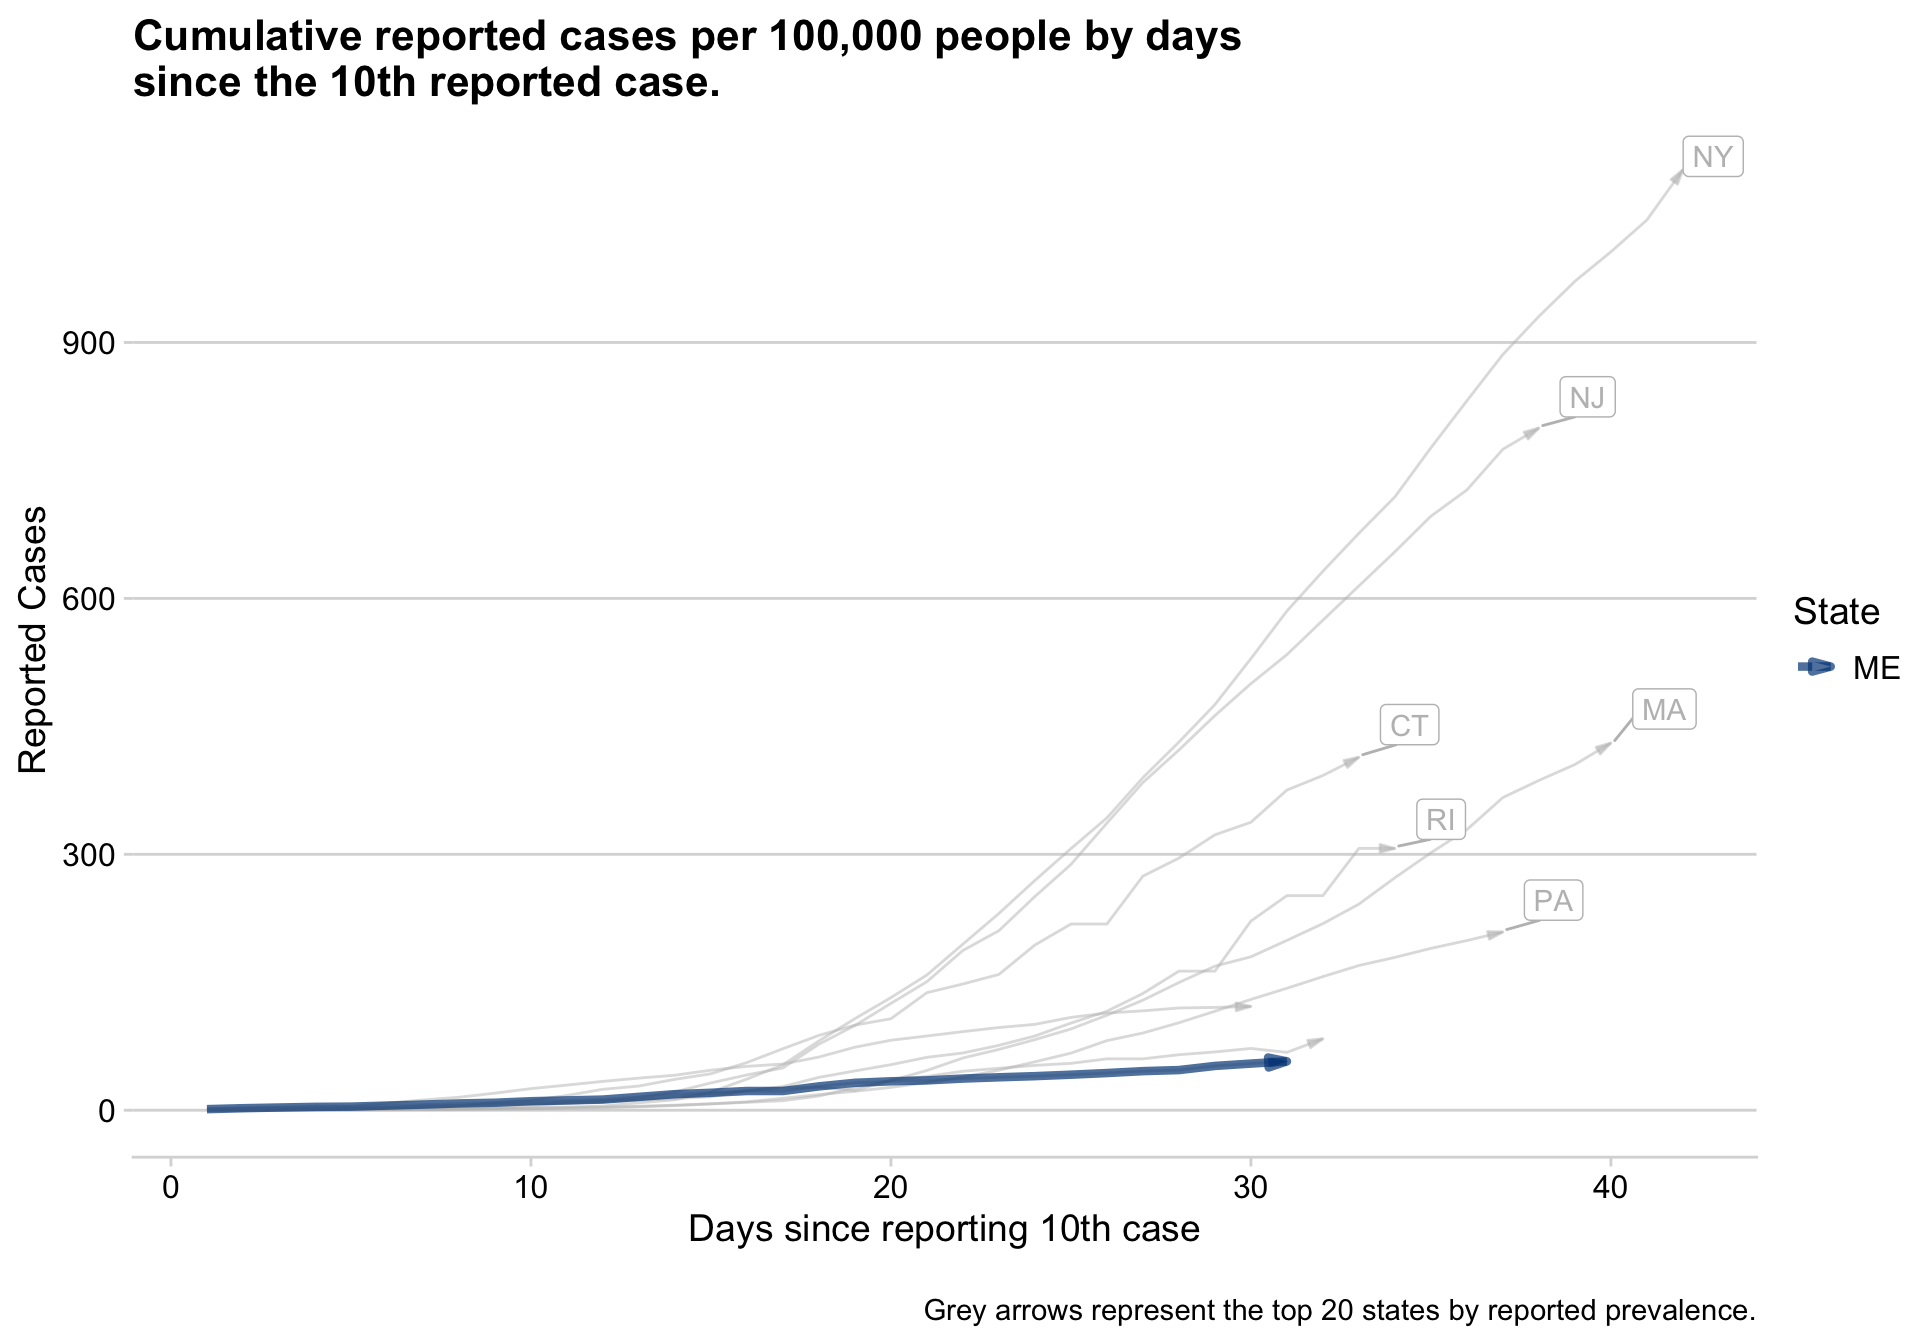 Cumulative reported cases per 100,000 people by days
since the 10th reported case.
NY
900
NJ
Reported Cases
600
State
ME
MA
CT
RI
300
PA
0
0 10 20 30 40
Days since reporting 10th case
Grey arrows represent the top 20 states by reported prevalence.